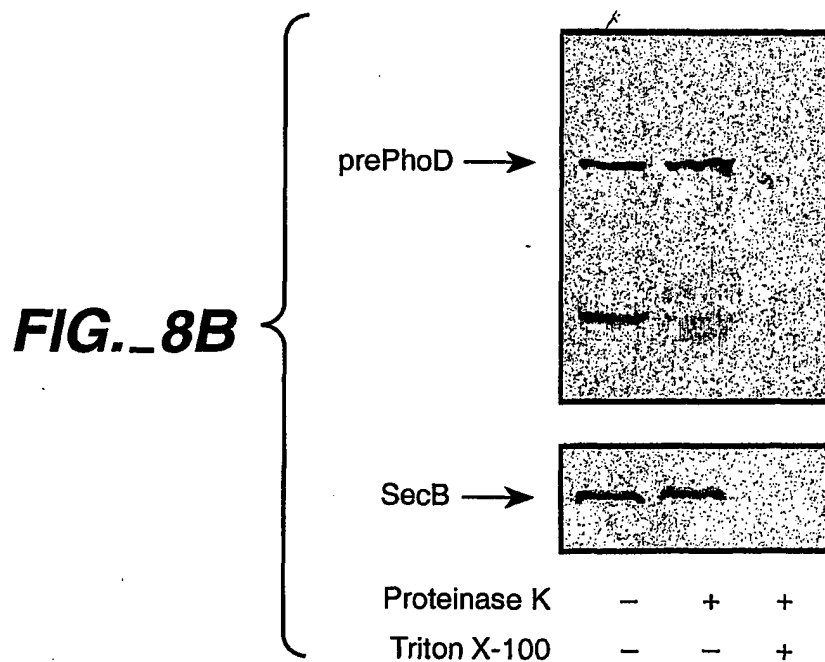 prePhoD
FIG._8B
SecB
Proteinase K - + +
Triton X-100 - - +